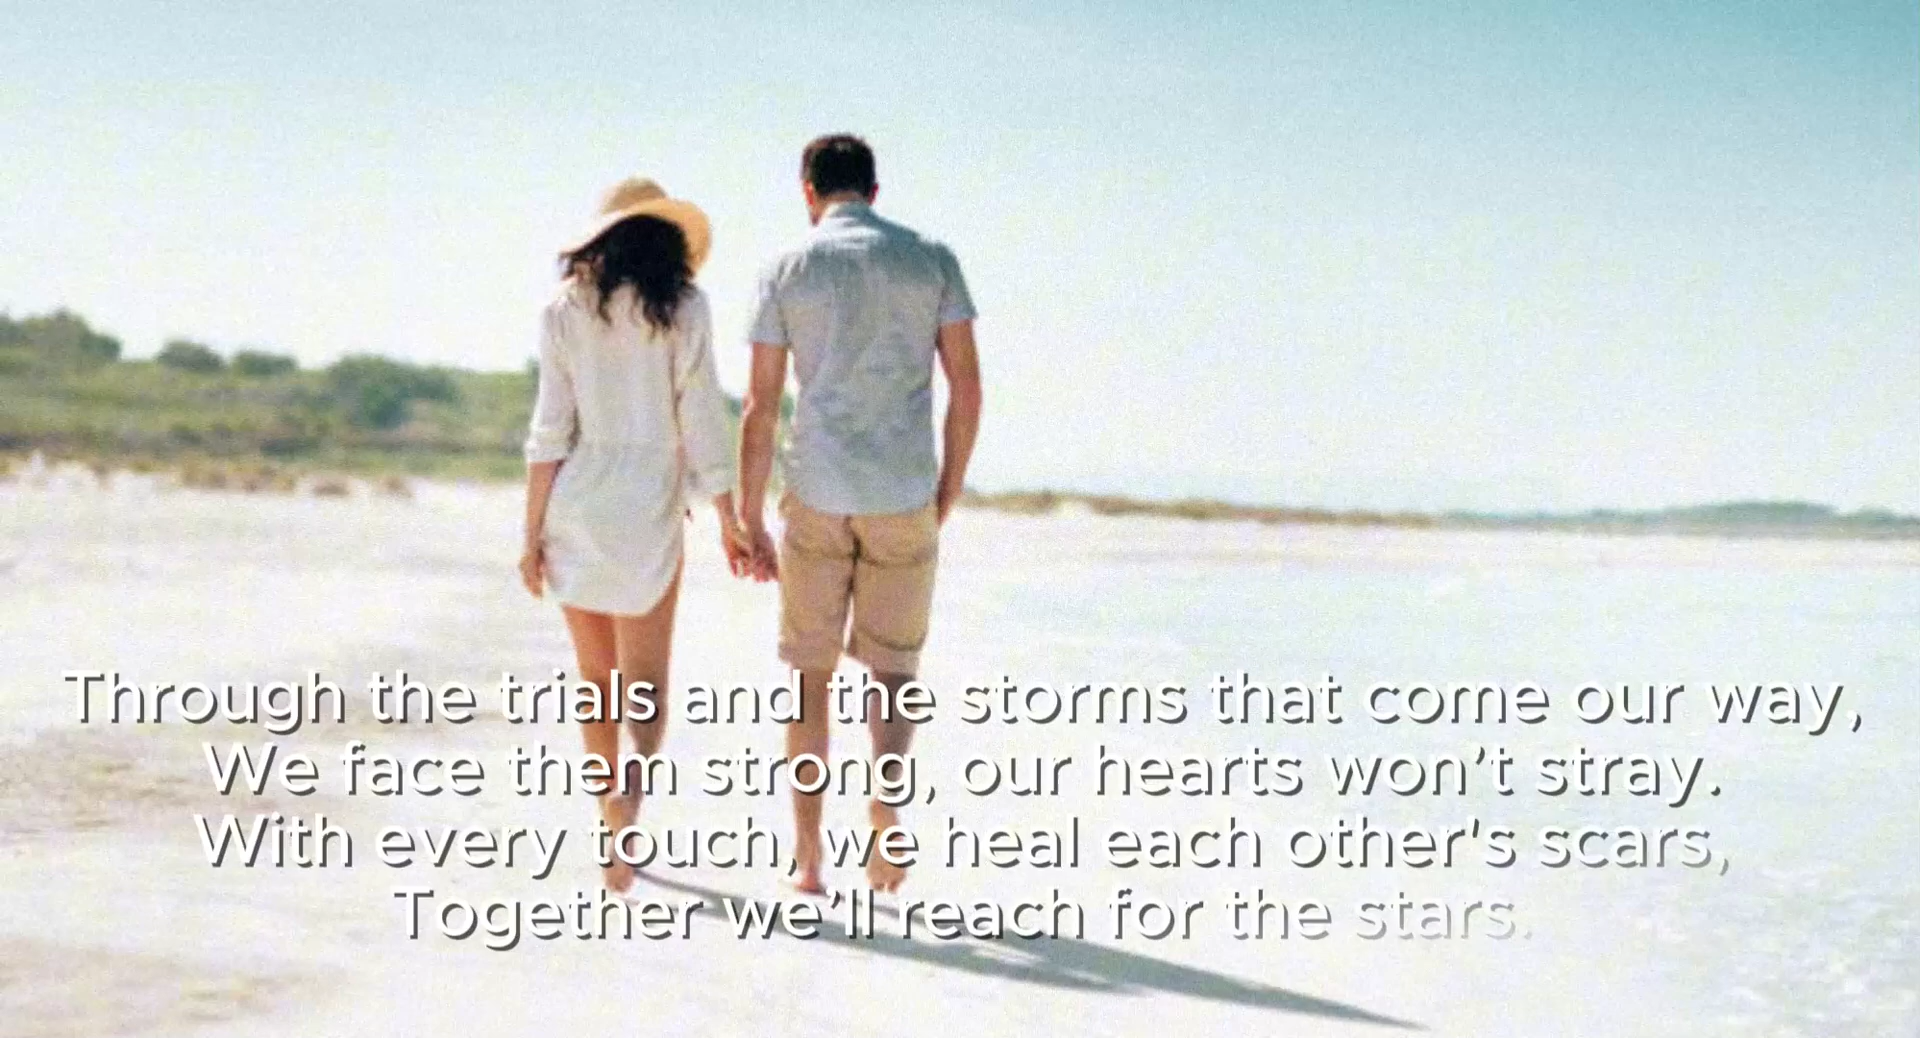 Through the trials and the storms that come our way,
We face them strong, our hearts won’t stray.
With every touch, we heal each other's scars,
Together we’ll reach for the stars.